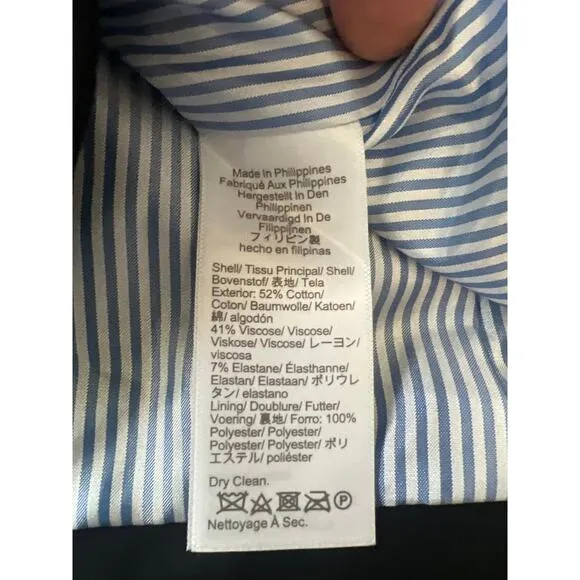 Made In Philippines
Fabriqué Aux Philippines
Hergestellt In Den
Philippinen
Vervaardigd In De
Filippijnen
フィリピン製
hecho en filipinas
Shell/ Tissu Principal/ Shell/
Bovenstof/ 表地/ Tela
Exterior: 52% Cotton/
Coton/ Baumwolle/ Katoen/
綿/ algodón
41% Viscose/ Viscose/
Viskose/ Viscose/ レーヨン/
viscosa
7% Elastane/ Élasthanne/
Elastan/ Elastaan/ ポリウレ
タン/ elastano
Lining/ Doublure/ Futter/
Voering/ 裏地/ Forro: 100%
Polyester/ Polyester/
Polyester/ Polyester/ ポリ
エステル/ poliéster
Dry Clean.
P
Nettoyage À Sec.